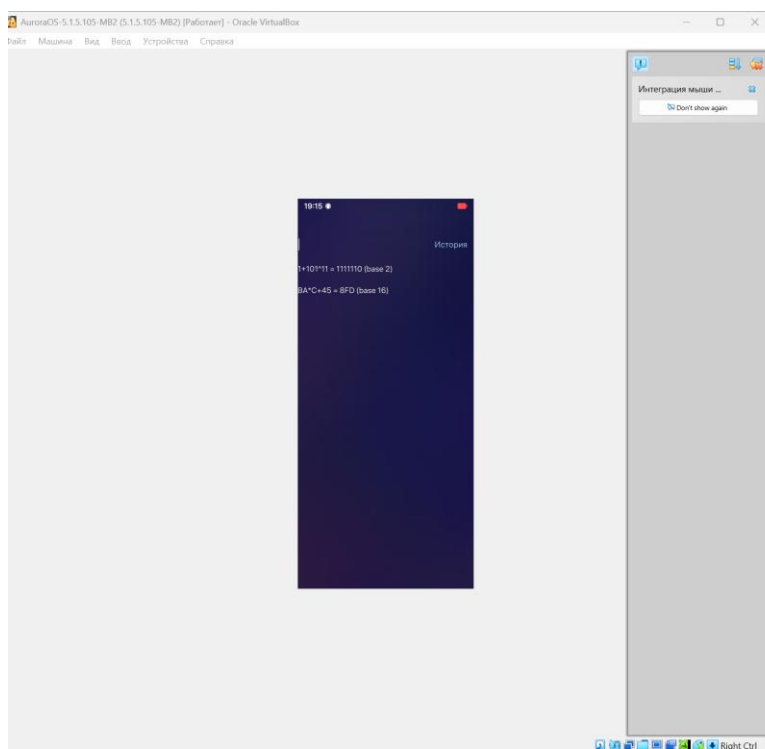 AuroraOS-5.1.5.105-MB2 (5.1.5.105-MB2) [Работает] - Oracle VirtualBox
Файл Машина Вид Ввод Устройства Справка
Интеграция мыши ...
Don't show again
19:15
История
1+101*11 = 1111110 (base 2)
BA*C+45 = 8FD (base 16)
Right Ctrl